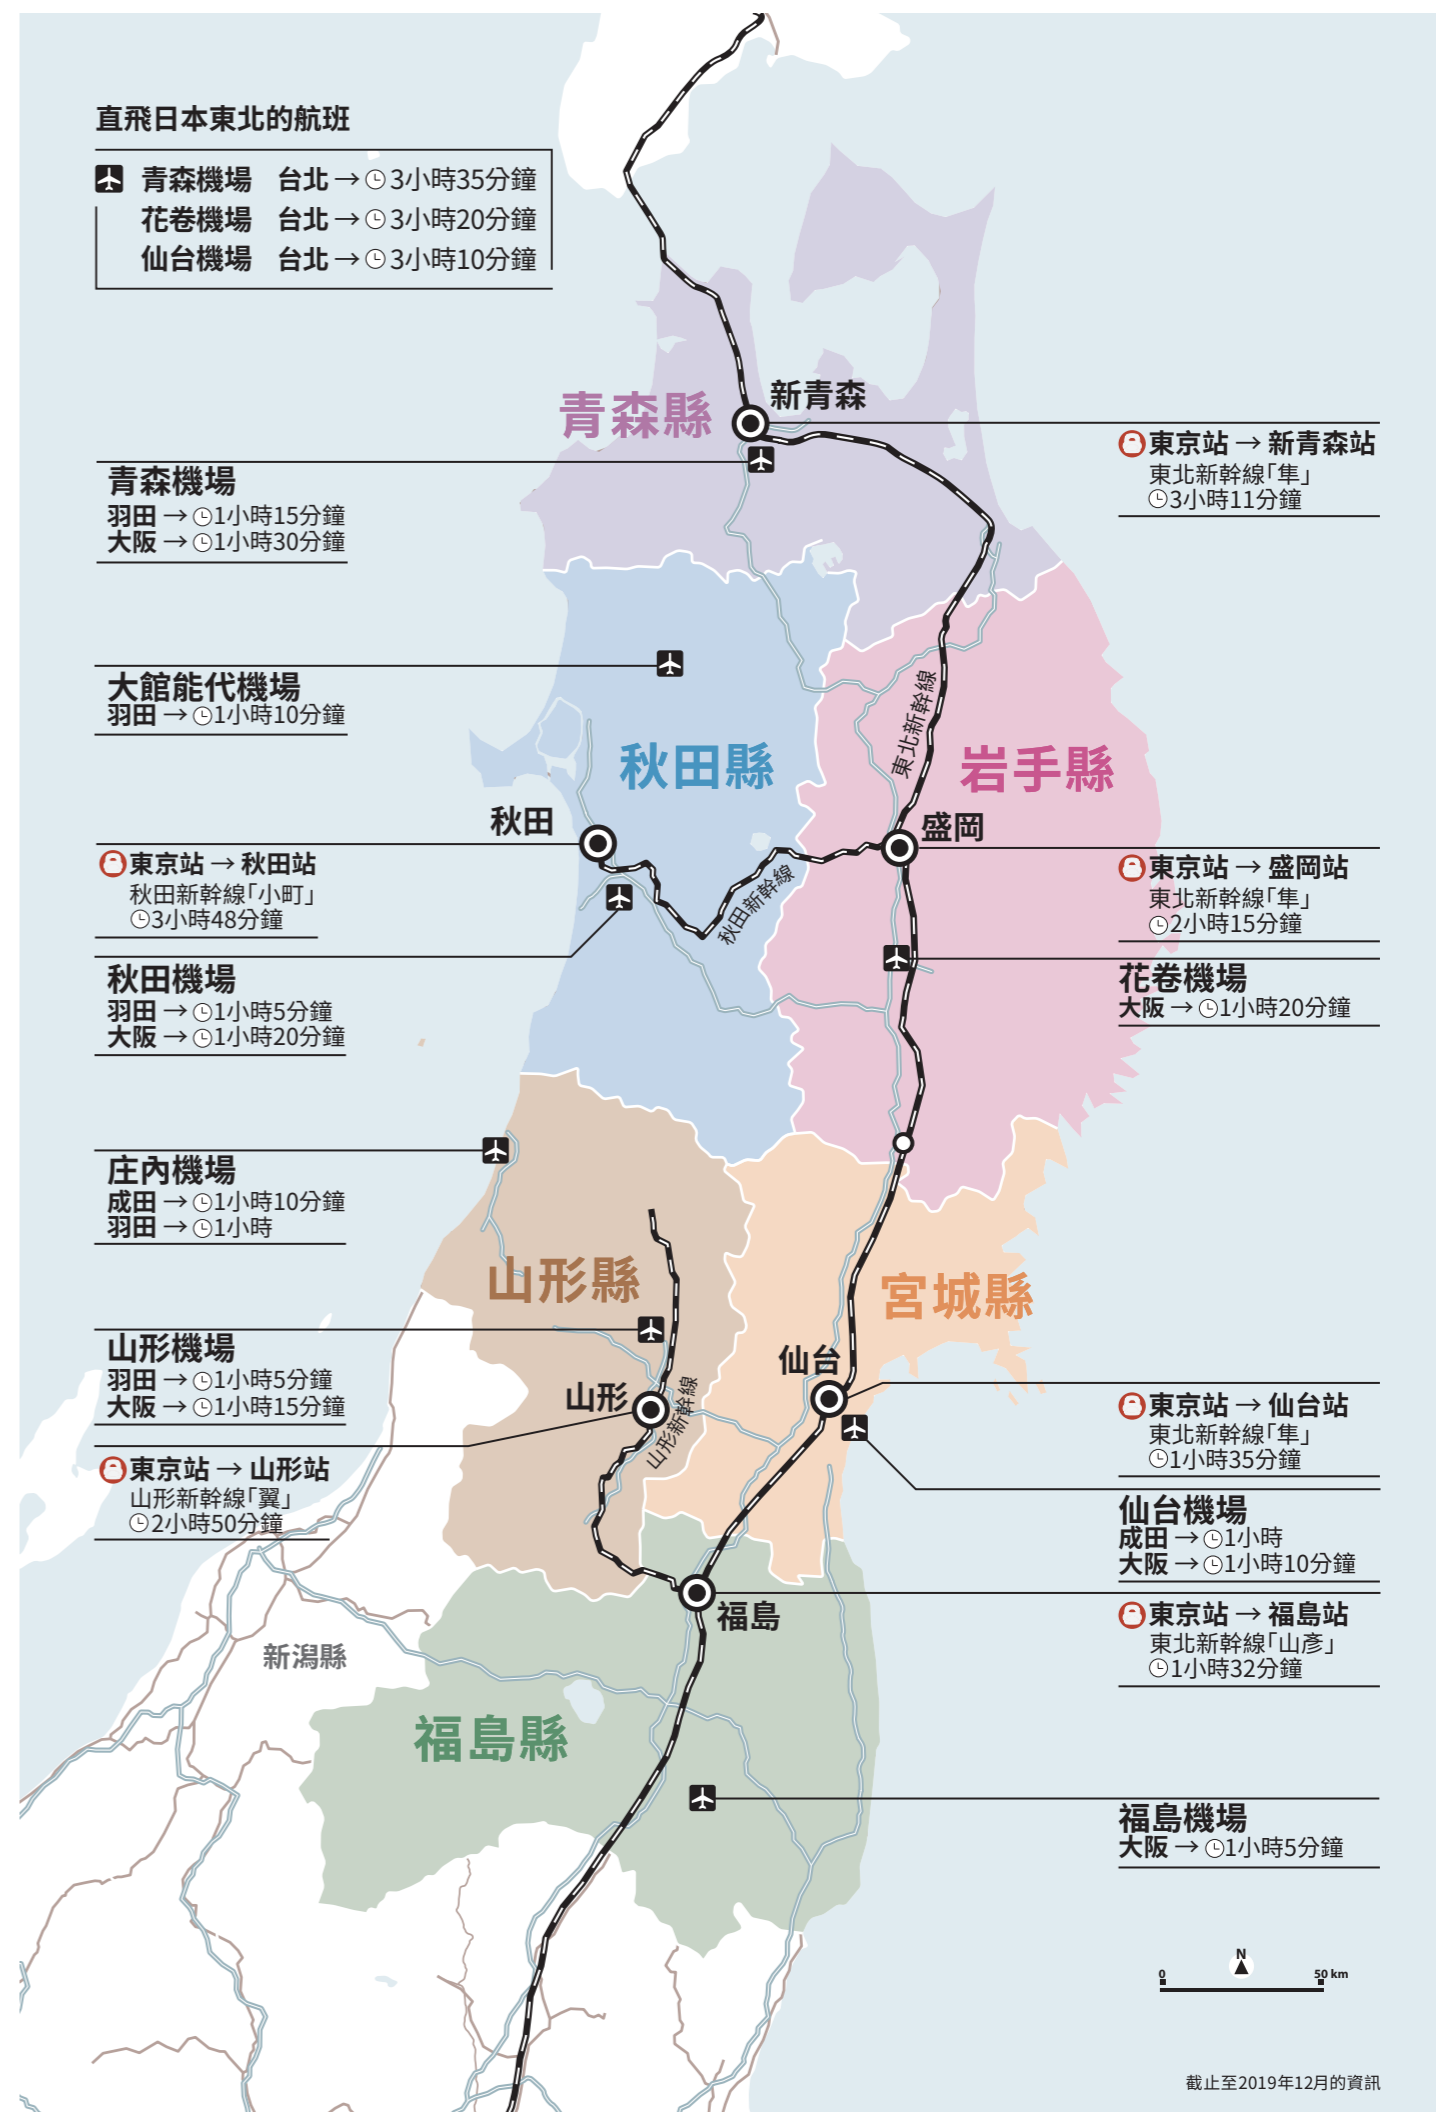 直飛日本東北的航班
青森機場 台北 → 3小時35分鐘
花卷機場 台北 → 3小時20分鐘
仙台機場 台北 → 3小時10分鐘
新青森
青森縣
東京站 → 新青森站
東北新幹線「隼」
3小時11分鐘
青森機場
羽田 → 1小時15分鐘
大阪 → 1小時30分鐘
大館能代機場
羽田 → 1小時10分鐘
東北新幹線
秋田縣
岩手縣
秋田
盛岡
東京站 → 秋田站
秋田新幹線「小町」
3小時48分鐘
秋田新幹線
東京站 → 盛岡站
東北新幹線「隼」
2小時15分鐘
秋田機場
羽田 → 1小時5分鐘
大阪 → 1小時20分鐘
花卷機場
大阪 → 1小時20分鐘
庄內機場
成田 → 1小時10分鐘
羽田 → 1小時
山形縣
宮城縣
山形機場
羽田 → 1小時5分鐘
大阪 → 1小時15分鐘
仙台
山形
山形新幹線
東京站 → 仙台站
東北新幹線「隼」
1小時35分鐘
東京站 → 山形站
山形新幹線「翼」
2小時50分鐘
仙台機場
成田 → 1小時
大阪 → 1小時10分鐘
福島
東京站 → 福島站
東北新幹線「山彥」
1小時32分鐘
新潟縣
福島縣
福島機場
大阪 → 1小時5分鐘
N
0 50 km
截止至2019年12月的資訊